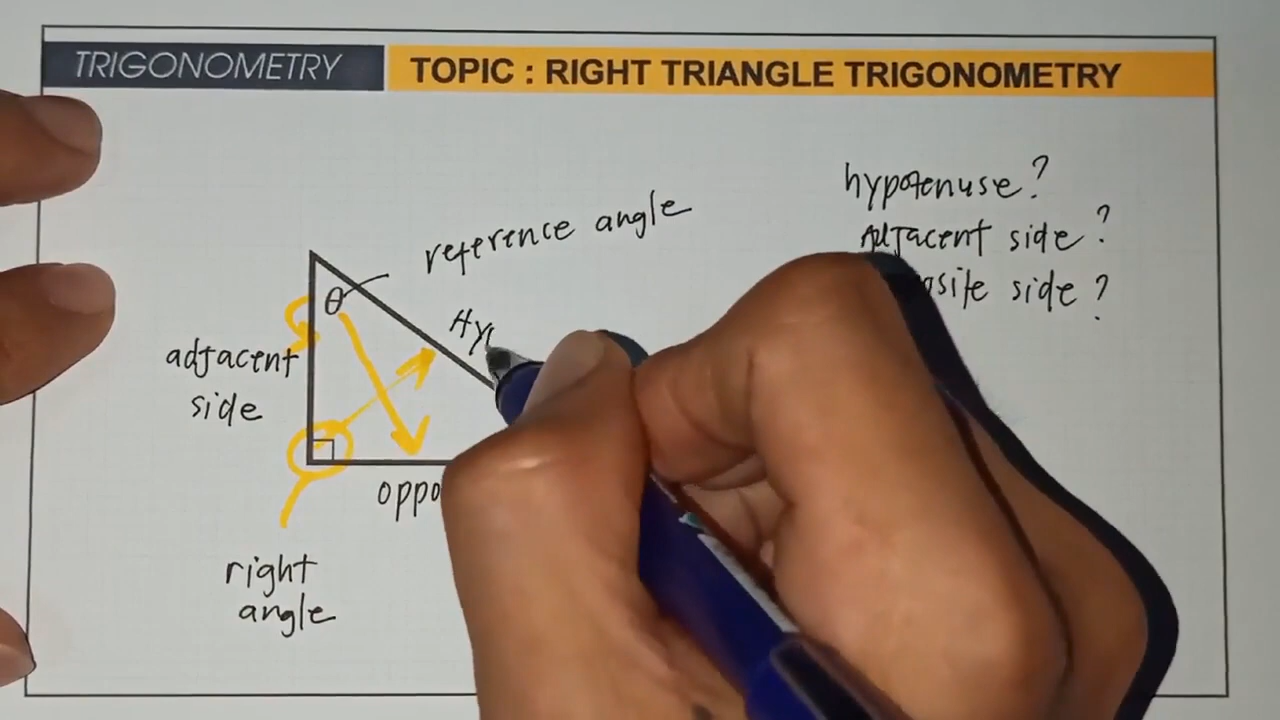 TRIGONOMETRY
TOPIC : RIGHT TRIANGLE TRIGONOMETRY
hypotenuse?
Adjacent side?
side?
reference angle
θ
adjacent
side
right
angle